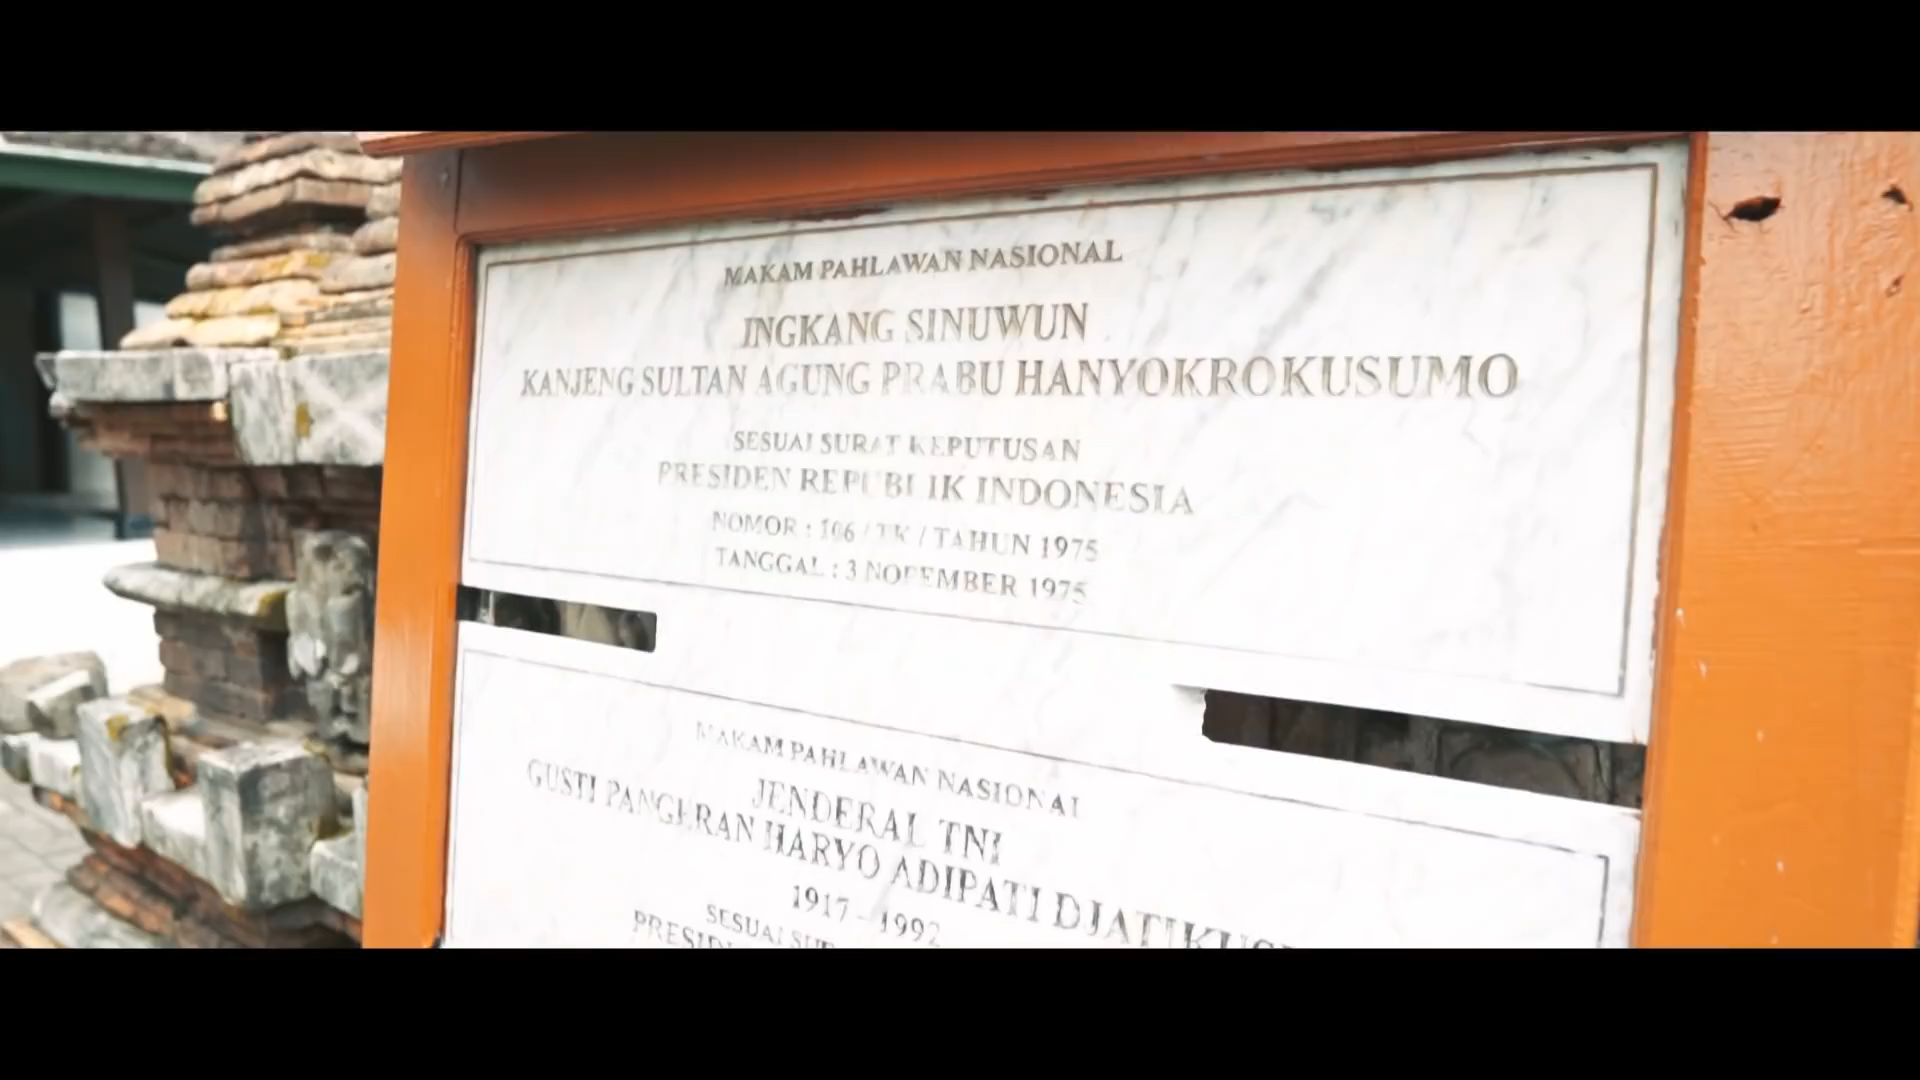 MAKAM PAHLAWAN NASIONAL
INGKANG SINUWUN
KANJENG SULTAN AGUNG PRABU HANYOKROKUSUMO
SESUAI SURAT KEPUTUSAN
PRESIDEN REPUBLIK INDONESIA
NOMOR : 106 / TK / TAHUN 1975
TANGGAL : 3 NOPEMBER 1975
MAKAM PAHLAWAN NASIONAL
JENDERAL TNI
GUSTI PANGERAN HARYO ADIPATI
1917 - 1992
SESUAI